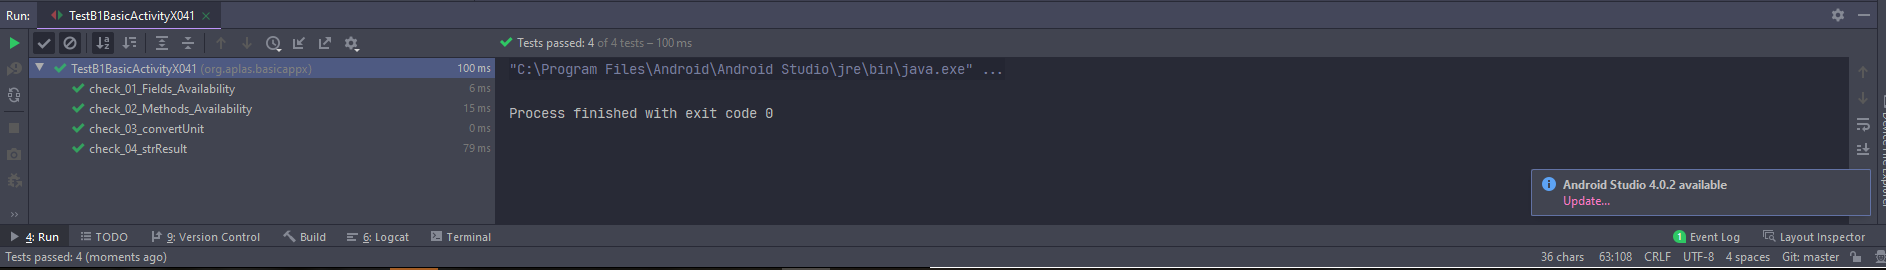 Run: TestB1BasicActivityX041
Tests passed: 4 of 4 tests – 100 ms
TestB1BasicActivityX041 (org.aplas.basicappx) 100 ms
check_01_Fields_Availability 6 ms
check_02_Methods_Availability 15 ms
check_03_convertUnit 0 ms
check_04_strResult 79 ms
"C:\Program Files\Android\Android Studio\jre\bin\java.exe" ...
Process finished with exit code 0
Android Studio 4.0.2 available
Update...
4: Run TODO 9: Version Control Build 6: Logcat Terminal 1 Event Log Layout Inspector
Tests passed: 4 (moments ago) 36 chars 63:108 CRLF UTF-8 4 spaces Git: master